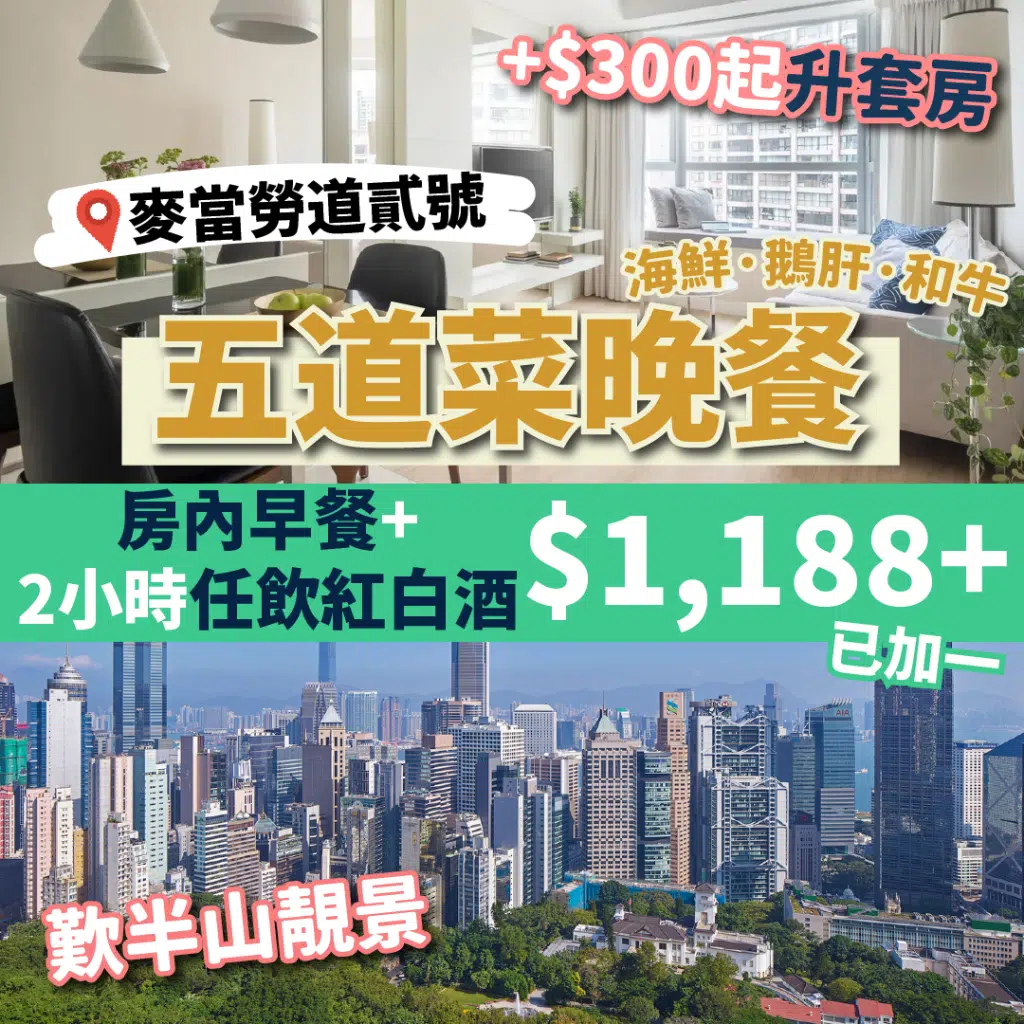 +$300起升套房
麥當勞道貳號
海鮮·鵝肝·和牛
五道菜晚餐
房內早餐+
2小時任飲紅白酒
$1,188+
已加一
AIA
歎半山靚景